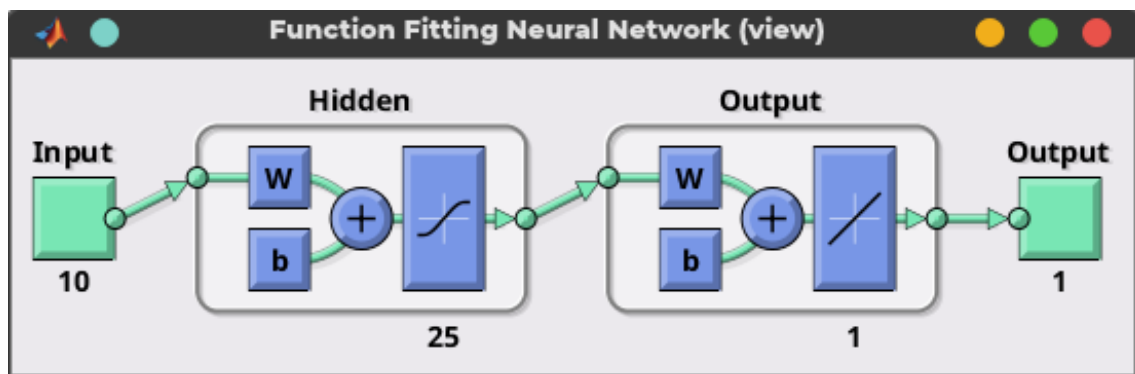 Function Fitting Neural Network (view)
Hidden
Output
Input
Output
W
W
+
+
b
b
10
1
25
1